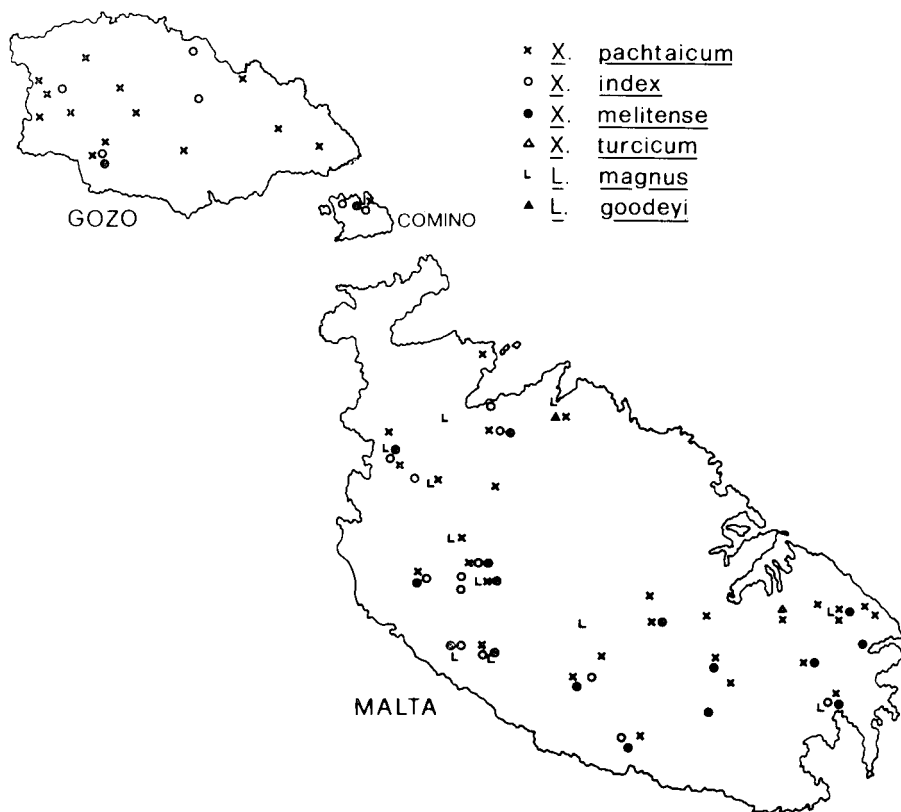 x X. pachtaicum
o X. index
● X. melitense
△ X. turcicum
L L. magnus
▲ L. goodeyi
GOZO
COMINO
MALTA